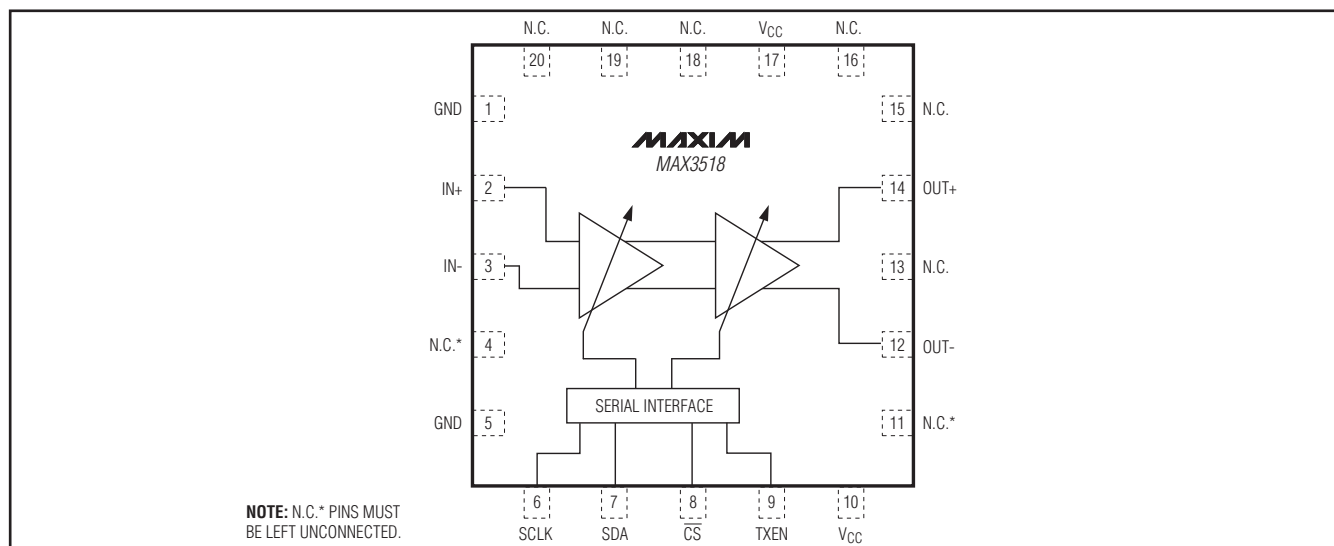 N.C. N.C. N.C. VCC N.C.
20 19 18 17 16
GND 1 15 N.C.
MAXIM
MAX3518
IN+ 2 14 OUT+
IN- 3 13 N.C.
N.C.* 4 12 OUT-
SERIAL INTERFACE
GND 5 11 N.C.*
6 7 8 9 10
SCLK SDA C̅S̅ TXEN VCC
NOTE: N.C.* PINS MUST
BE LEFT UNCONNECTED.